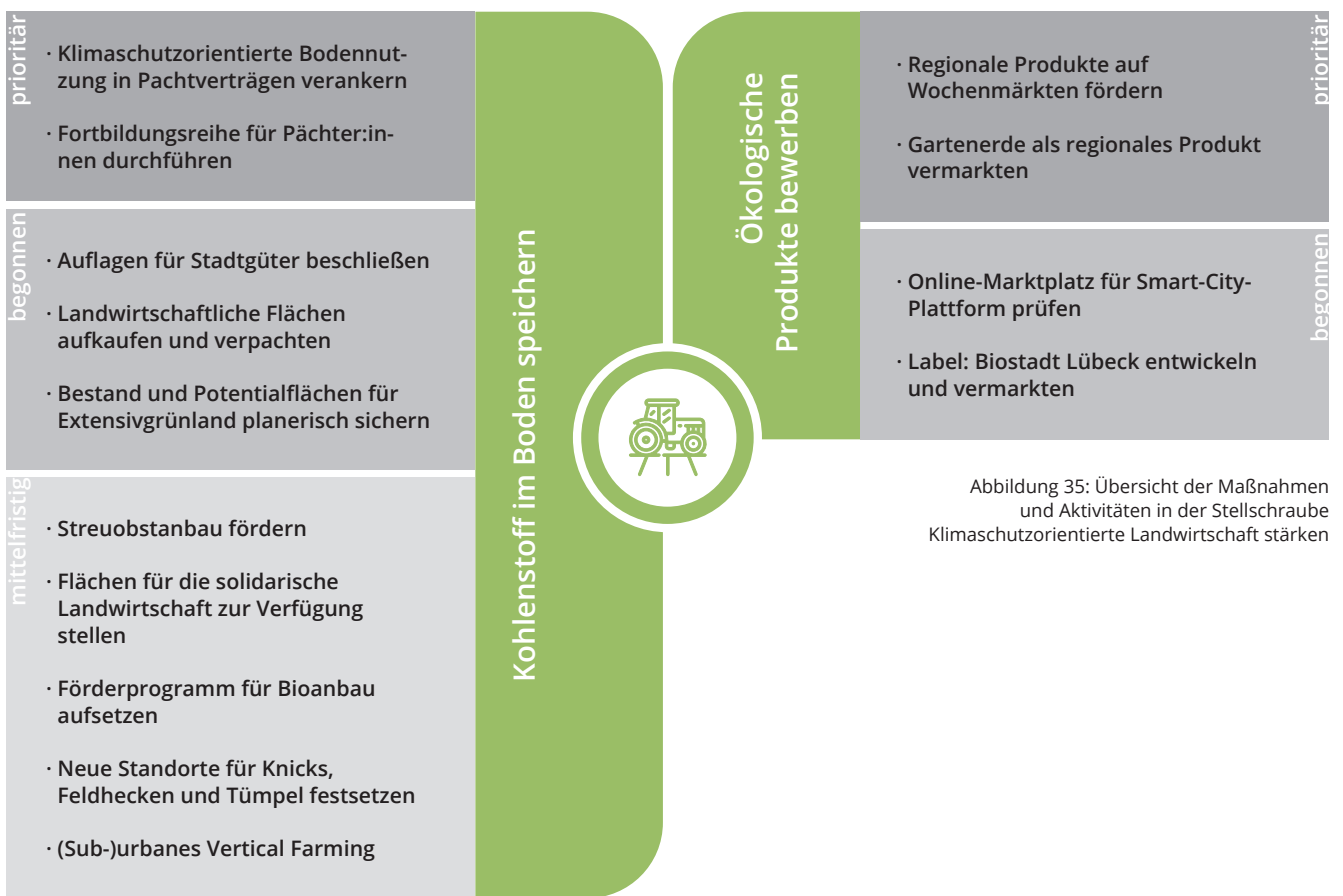 prioritär
· Klimaschutzorientierte Bodennut-
zung in Pachtverträgen verankern
· Fortbildungsreihe für Pächter:in-
nen durchführen
begonnen
· Auflagen für Stadtgüter beschließen
· Landwirtschaftliche Flächen
aufkaufen und verpachten
· Bestand und Potentialflächen für
Extensivgrünland planerisch sichern
mittelfristig
· Streuobstanbau fördern
· Flächen für die solidarische
Landwirtschaft zur Verfügung
stellen
· Förderprogramm für Bioanbau
aufsetzen
· Neue Standorte für Knicks,
Feldhecken und Tümpel festsetzen
· (Sub-)urbanes Vertical Farming
Kohlenstoff im Boden speichern
Ökologische
Produkte bewerben
prioritär
· Regionale Produkte auf
Wochenmärkten fördern
· Gartenerde als regionales Produkt
vermarkten
begonnen
· Online-Marktplatz für Smart-City-
Plattform prüfen
· Label: Biostadt Lübeck entwickeln
und vermarkten
Abbildung 35: Übersicht der Maßnahmen
und Aktivitäten in der Stellschraube
Klimaschutzorientierte Landwirtschaft stärken